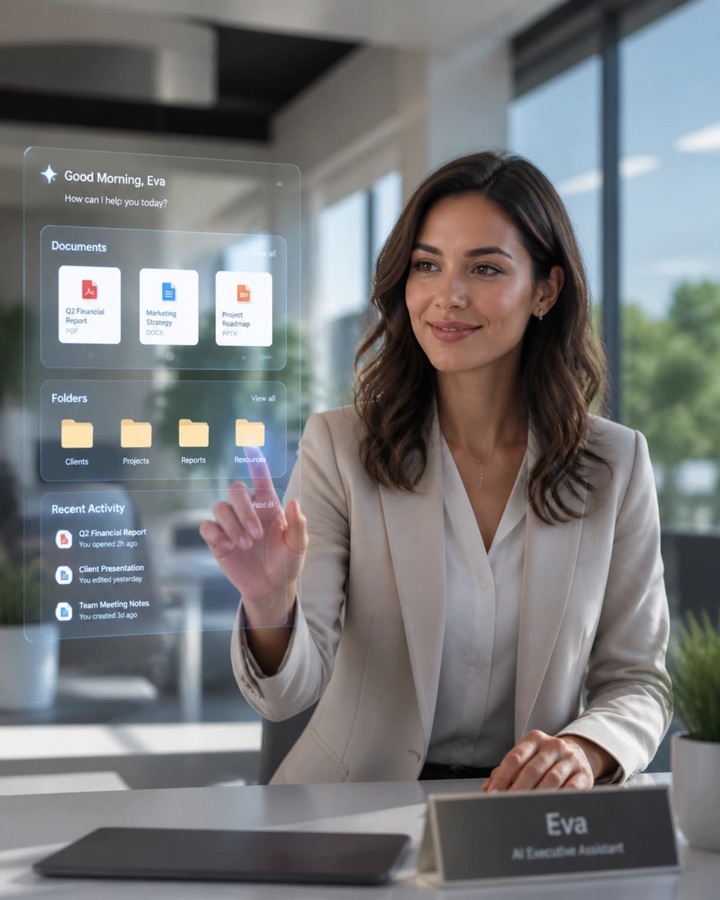 Good Morning, Eva
How can I help you today?
Documents
View all
Q2 Financial
Report
PDF
Marketing
Strategy
DOCX
Project
Roadmap
PPTX
Folders
View all
Clients
Projects
Reports
Resources
Recent Activity
View all
Q2 Financial Report
You opened 2h ago
Client Presentation
You edited yesterday
Team Meeting Notes
You created 3d ago
Eva
AI Executive Assistant